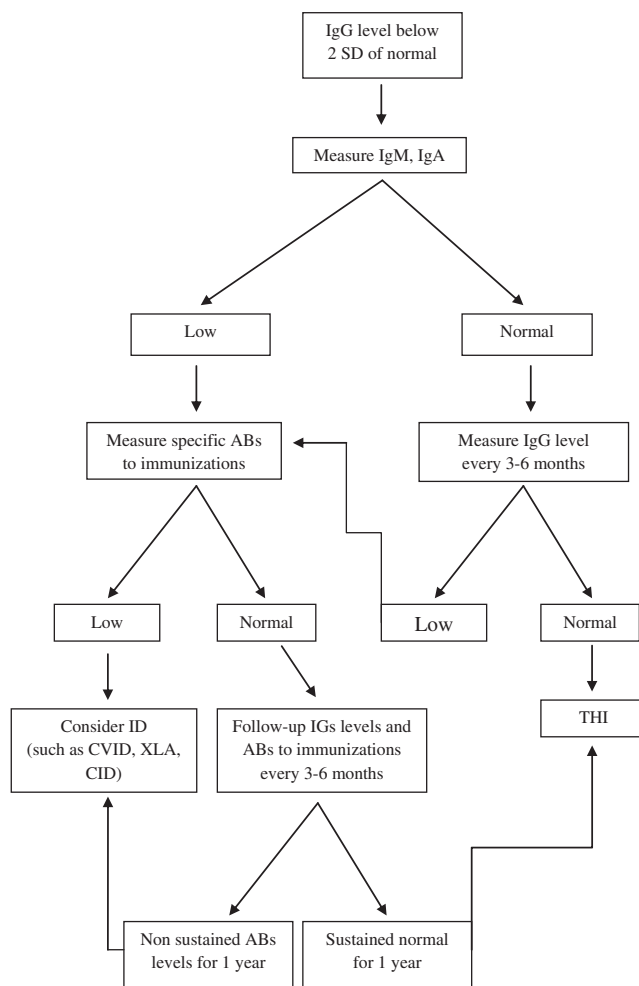 IgG level below
2 SD of normal
Measure IgM, IgA
Low
Normal
Measure specific ABs
to immunizations
Measure IgG level
every 3-6 months
Low
Normal
Low
Normal
Consider ID
(such as CVID, XLA,
CID)
Follow-up IGs levels and
ABs to immunizations
every 3-6 months
THI
Non sustained ABs
levels for 1 year
Sustained normal
for 1 year